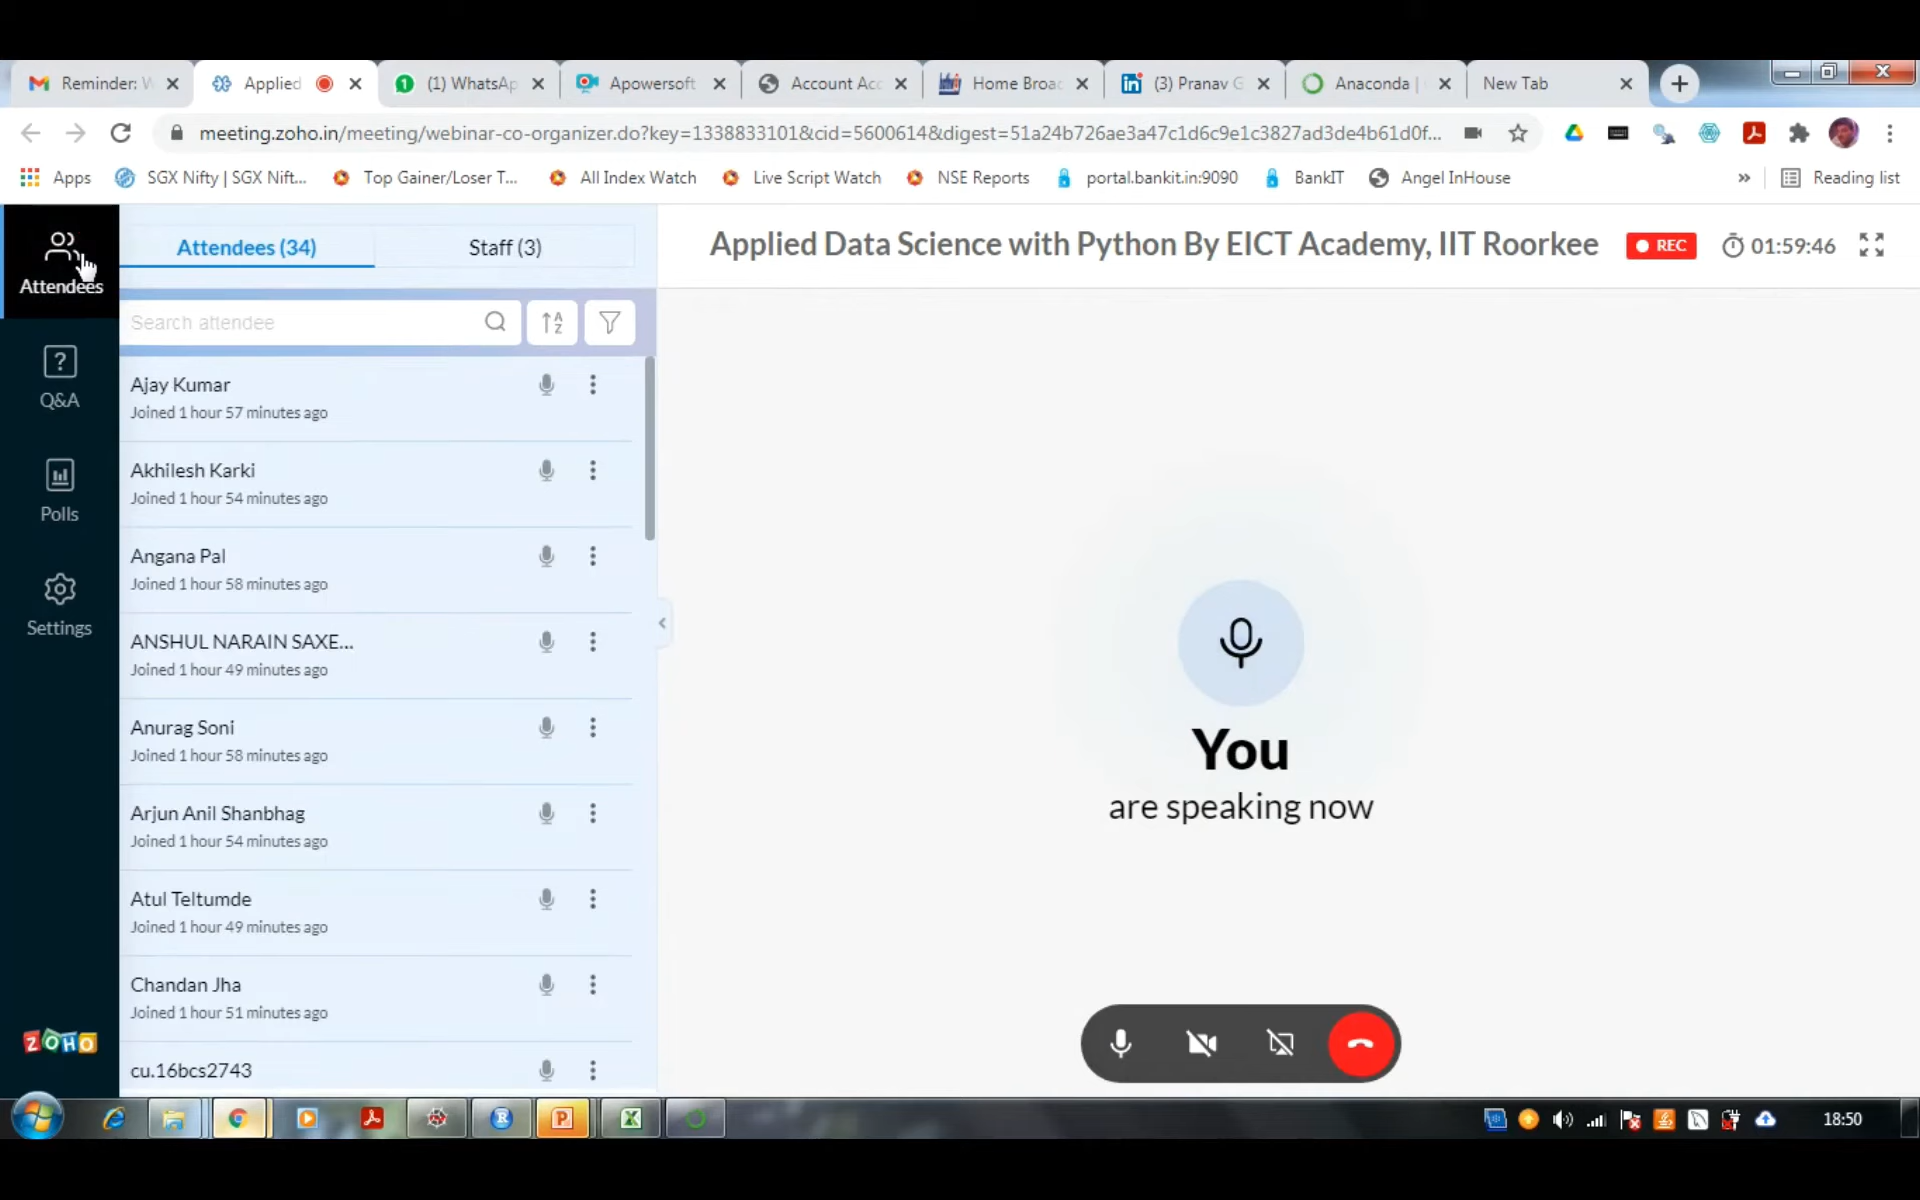 Reminder: W
Applied
(1) WhatsAp
Apowersoft
Account Acc
Home Broad
(3) Pranav G
Anaconda |
New Tab
meeting.zoho.in/meeting/webinar-co-organizer.do?key=1338833101&cid=5600614&digest=51a24b726ae3a47c1d6c9e1c3827ad3de4b61d0f...
Apps
SGX Nifty | SGX Nift...
Top Gainer/Loser T...
All Index Watch
Live Script Watch
NSE Reports
portal.bankit.in:9090
BankIT
Angel InHouse
»
Reading list
Attendees
Q&A
Polls
Settings
ZOHO
Attendees (34)
Staff (3)
Search attendee
Ajay Kumar
Joined 1 hour 57 minutes ago
Akhilesh Karki
Joined 1 hour 54 minutes ago
Angana Pal
Joined 1 hour 58 minutes ago
ANSHUL NARAIN SAXE...
Joined 1 hour 49 minutes ago
Anurag Soni
Joined 1 hour 58 minutes ago
Arjun Anil Shanbhag
Joined 1 hour 54 minutes ago
Atul Teltumde
Joined 1 hour 49 minutes ago
Chandan Jha
Joined 1 hour 51 minutes ago
cu.16bcs2743
Applied Data Science with Python By EICT Academy, IIT Roorkee
REC
01:59:46
You
are speaking now
18:50